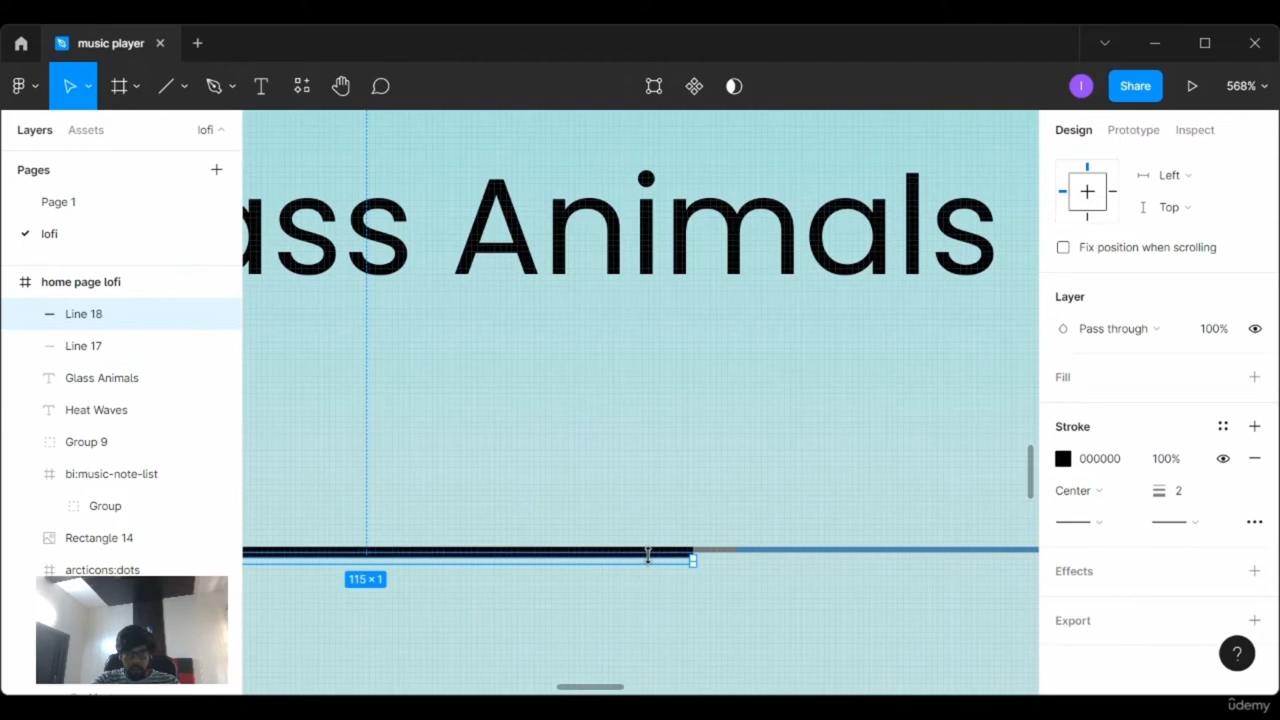 music player
Share
568%
Layers
Assets
lofi
Pages
Page 1
lofi
home page lofi
Line 18
Line 17
Glass Animals
Heat Waves
Group 9
bi:music-note-list
Group
Rectangle 14
arcticons:dots
ass Animals
115 × 1
Design
Prototype
Inspect
Left
Top
Fix position when scrolling
Layer
Pass through
100%
Fill
Stroke
000000
100%
Center
2
Effects
Export
?
I
ûdemy